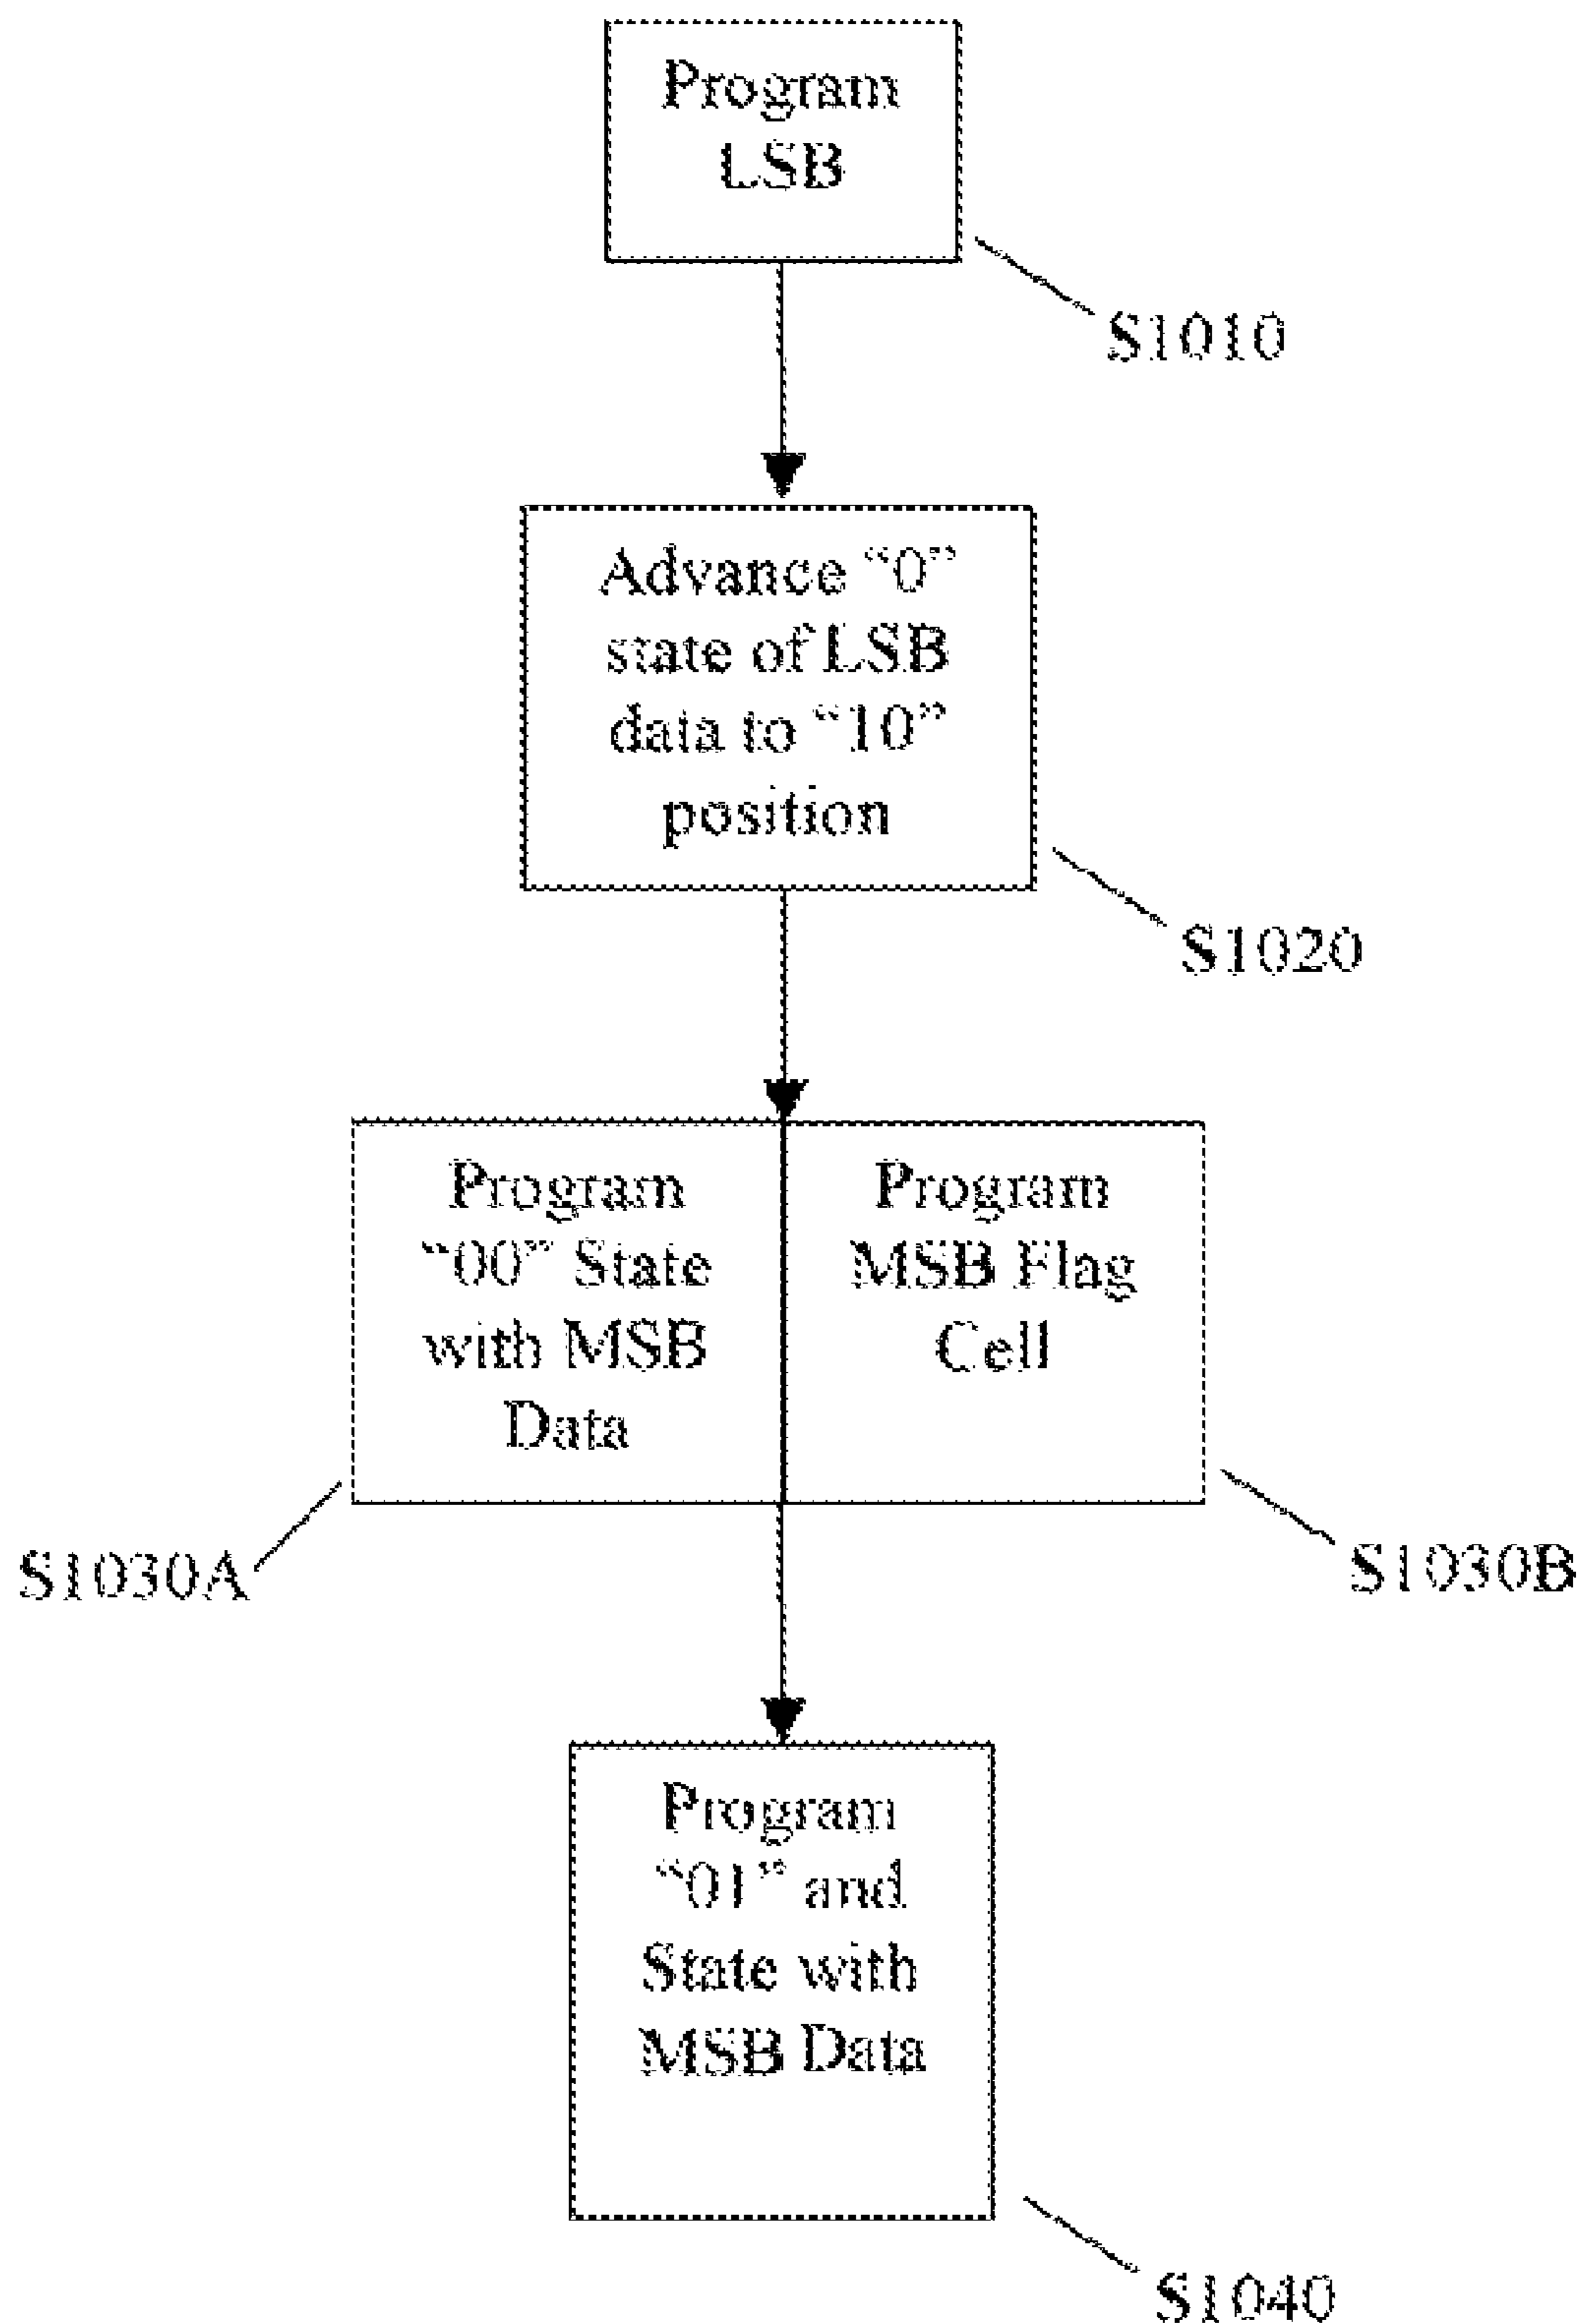 Program
LSB
S1010
Advance “0”
state of LSB
data to “10”
position
S1020
Program
“00” State
with MSB
Data
S1030A
Program
MSB Flag
Cell
S1030B
Program
“01” and
State with
MSB Data
S1040